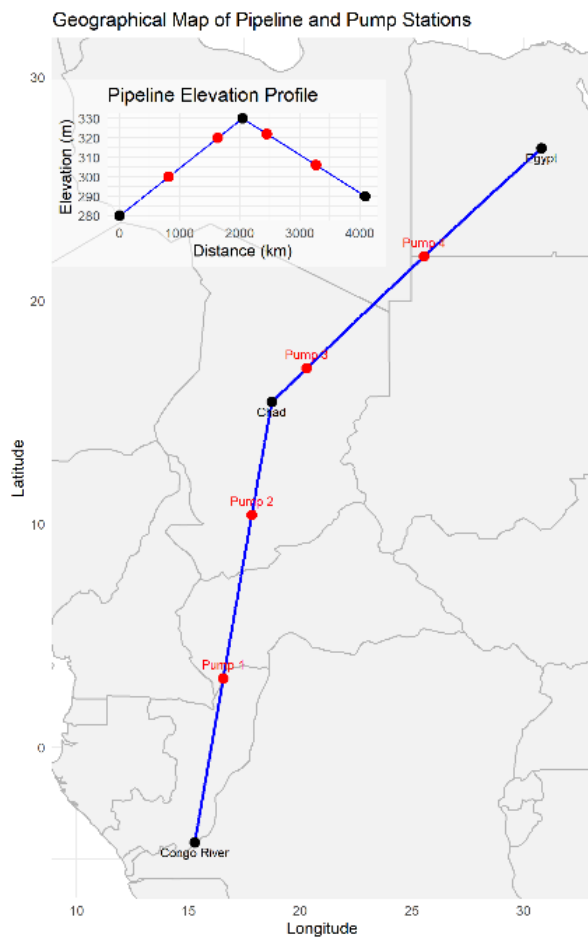 Geographical Map of Pipeline and Pump Stations
30
Pipeline Elevation Profile
330
320
310
300
290
280
Elevation (m)
0 1000 2000 3000 4000
Distance (km)
Egypt
Pump 4
20
Pump 3
Chad
Latitude
Pump 2
10
Pump 1
0
Congo River
10 15 20 25 30
Longitude